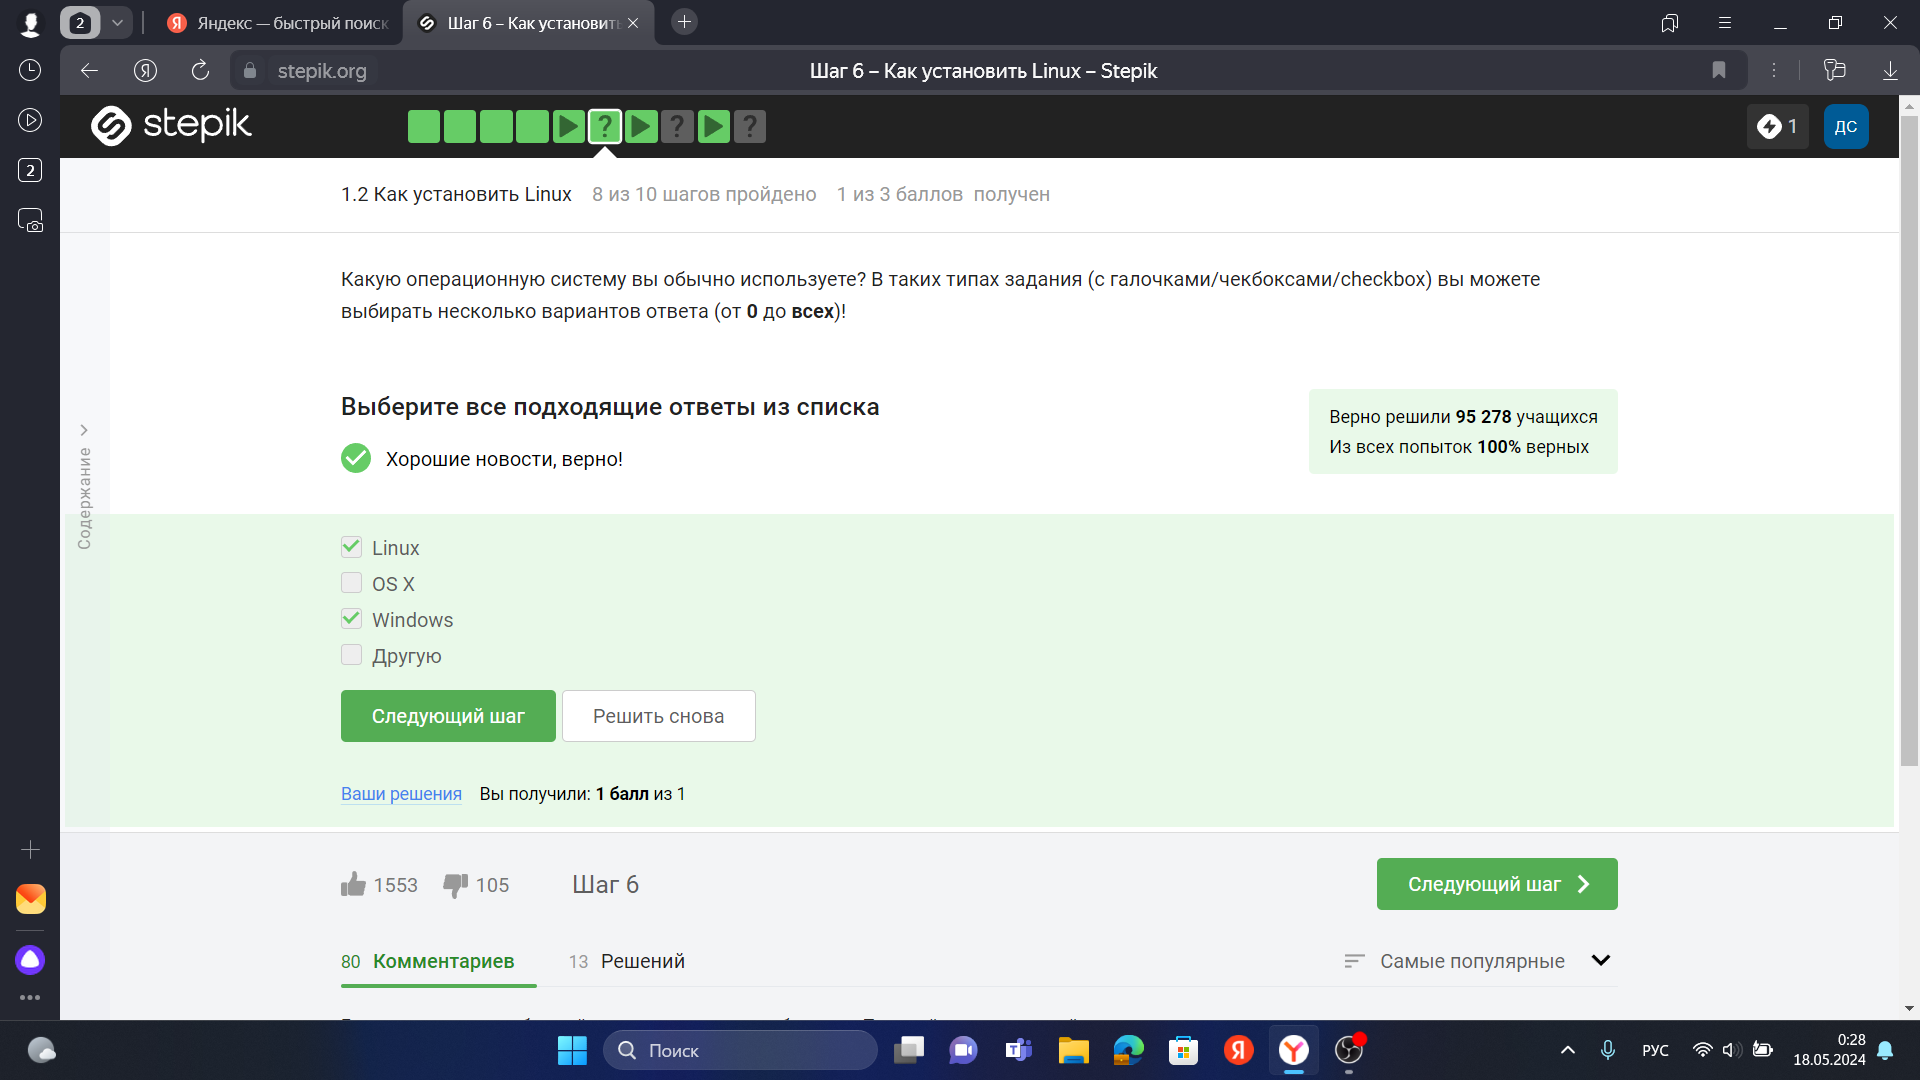 2
Яндекс — быстрый поиск
Шаг 6 – Как установить
stepik.org
Шаг 6 – Как установить Linux – Stepik
2
stepik
?
?
?
1
ДС
1.2 Как установить Linux 8 из 10 шагов пройдено 1 из 3 баллов получен
Какую операционную систему вы обычно используете? В таких типах задания (с галочками/чекбоксами/checkbox) вы можете
выбирать несколько вариантов ответа (от 0 до всех)!
Выберите все подходящие ответы из списка
Верно решили 95 278 учащихся
Из всех попыток 100% верных
Хорошие новости, верно!
Содержание
Linux
OS X
Windows
Другую
Следующий шаг
Решить снова
Ваши решения Вы получили: 1 балл из 1
1553
105
Шаг 6
Следующий шаг
80 Комментариев
13 Решений
Самые популярные
Поиск
РУС
0:28
18.05.2024